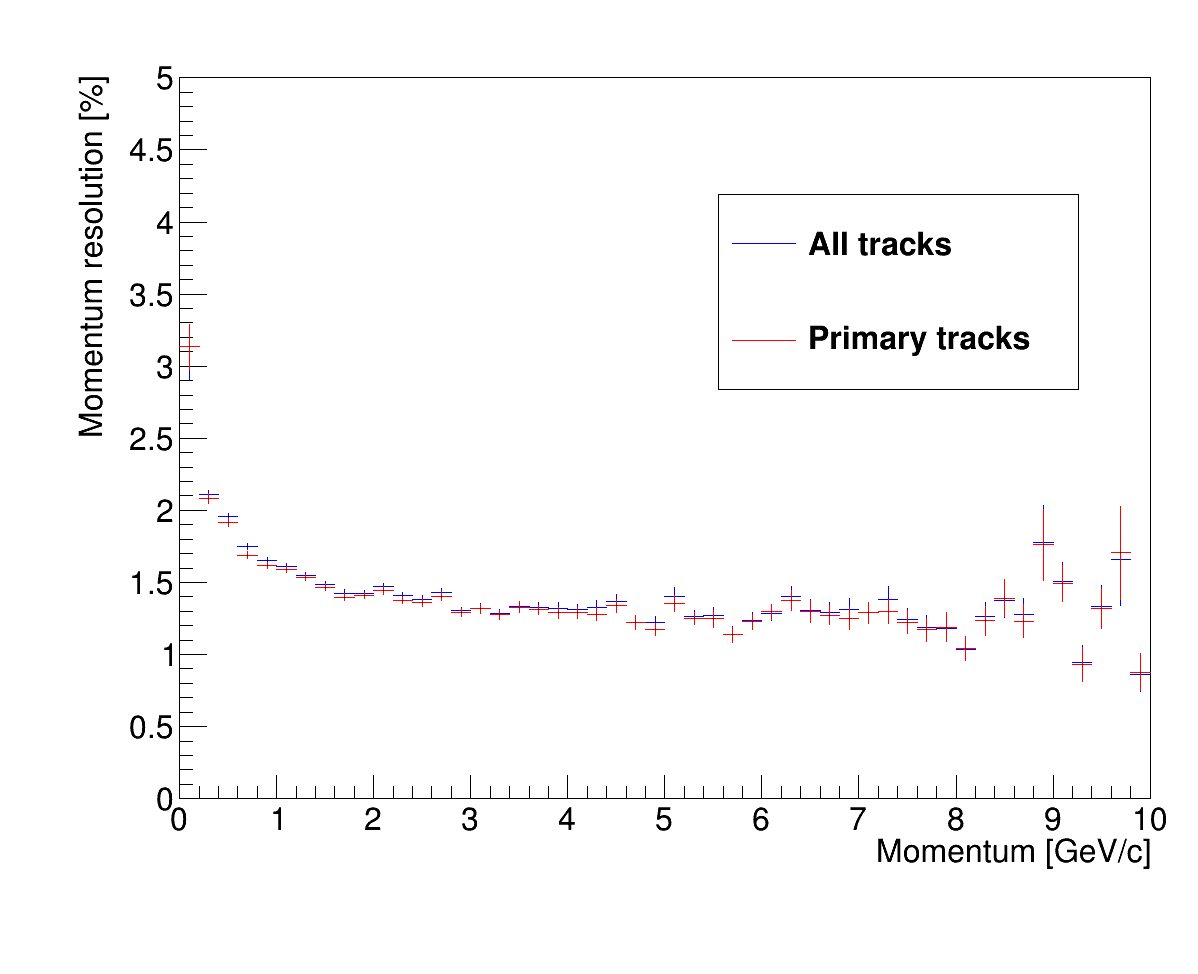 Momentum resolution [%]
5
4.5
4
3.5
3
2.5
2
1.5
1
0.5
0
All tracks
Primary tracks
0 1 2 3 4 5 6 7 8 9 10
Momentum [GeV/c]